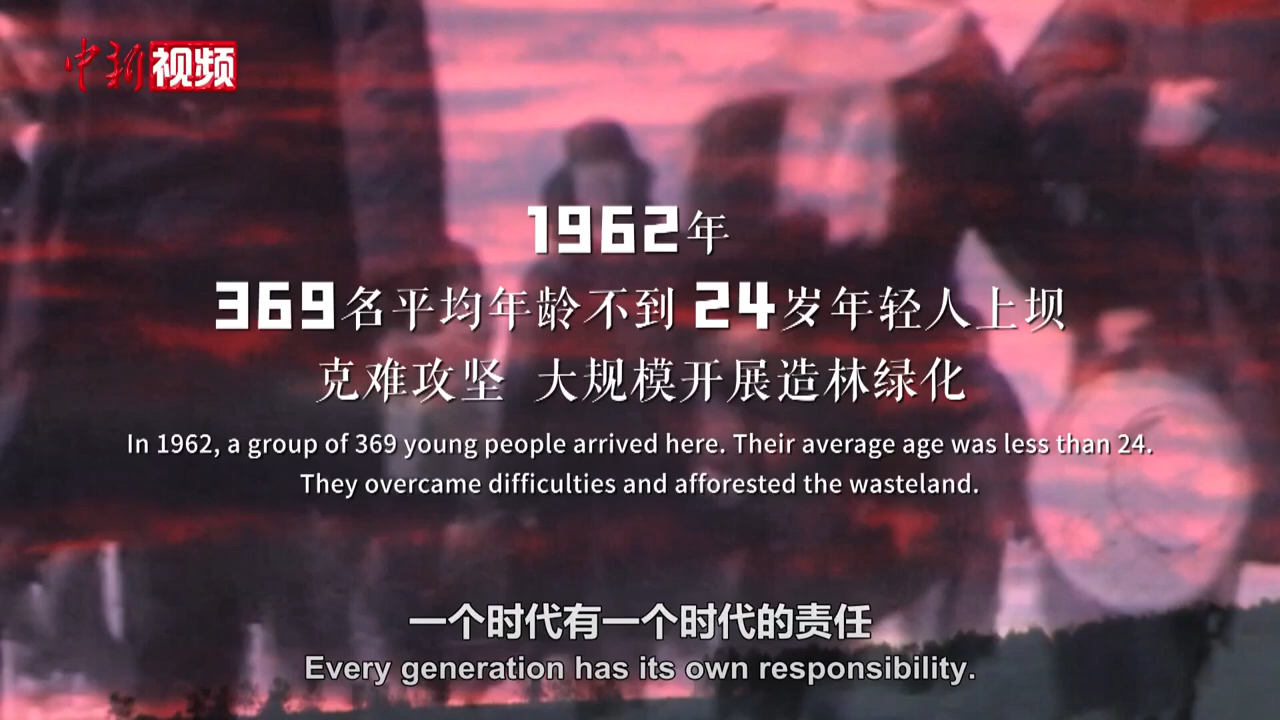 中新视频
1962年
369名平均年龄不到 24岁年轻人上坝
克难攻坚 大规模开展造林绿化
In 1962, a group of 369 young people arrived here. Their average age was less than 24.
They overcame difficulties and afforested the wasteland.
一个时代有一个时代的责任
Every generation has its own responsibility.